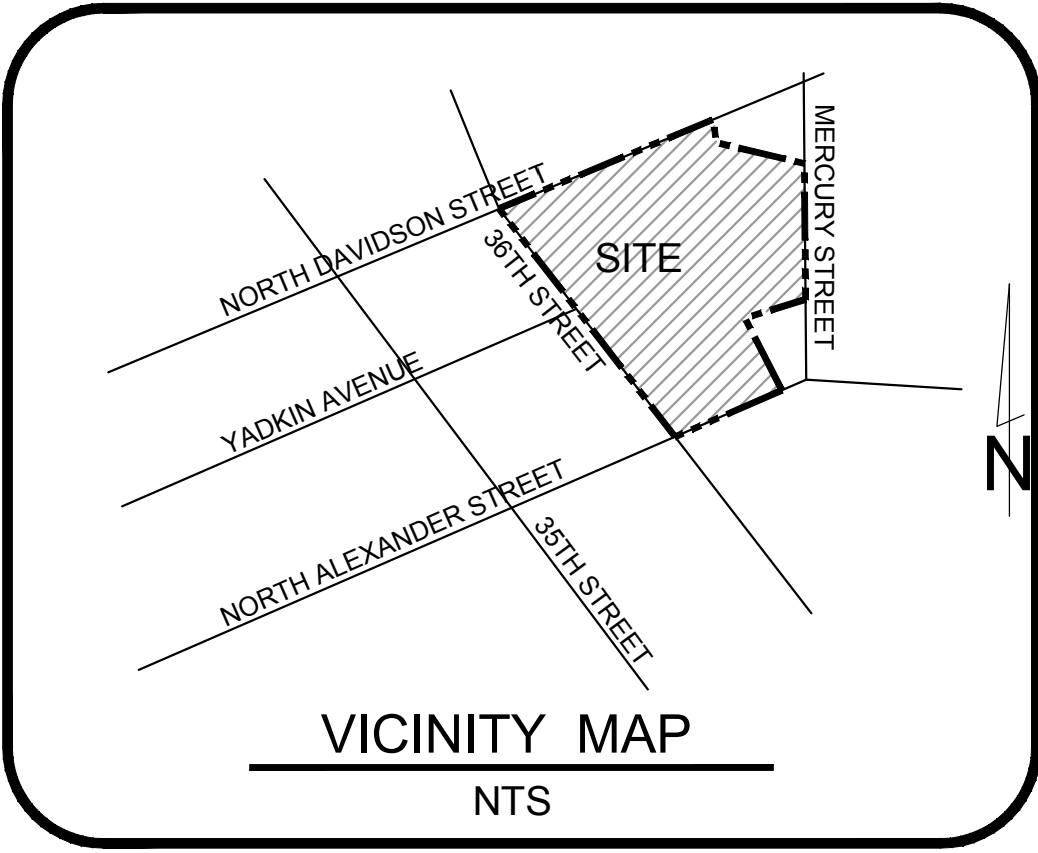 MERCURY STREET
NORTH DAVIDSON STREET
36TH STREET
SITE
YADKIN AVENUE
N
NORTH ALEXANDER STREET
35TH STREET
VICINITY MAP
NTS